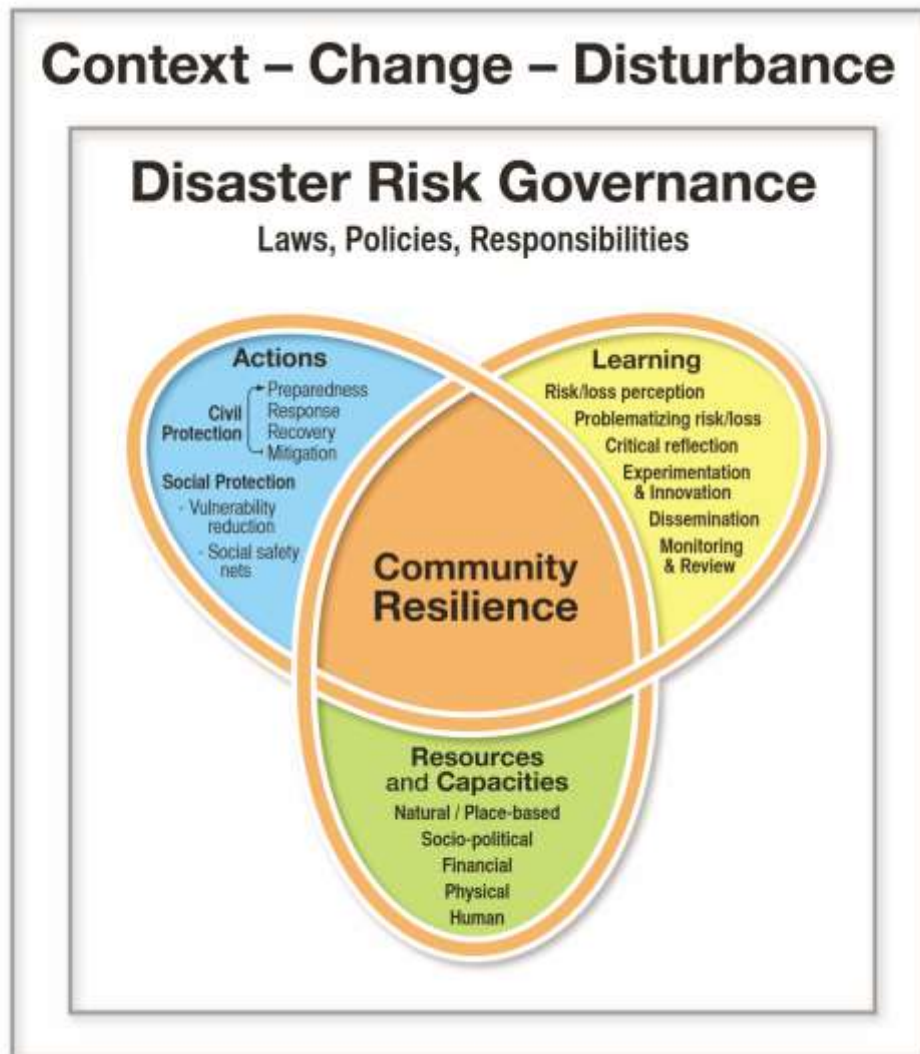 Context – Change – Disturbance
Disaster Risk Governance
Laws, Policies, Responsibilities
Actions
Civil
Protection
Preparedness
Response
Recovery
Mitigation
Social Protection
- Vulnerability
reduction
- Social safety
nets
Learning
Risk/loss perception
Problematizing risk/loss
Critical reflection
Experimentation
& Innovation
Dissemination
Monitoring
& Review
Community
Resilience
Resources
and Capacities
Natural / Place-based
Socio-political
Financial
Physical
Human